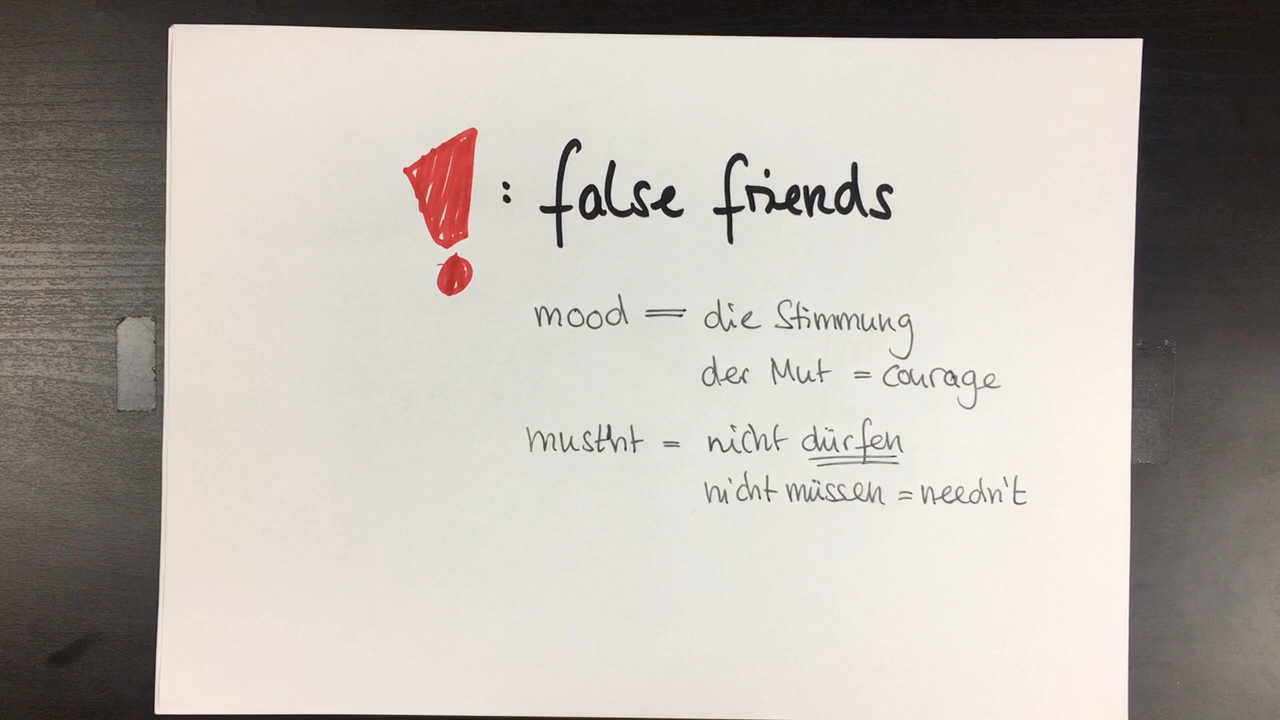 ! : false friends
mood = die Stimmung
der Mut = courage
mustn't = nicht dürfen
nicht müssen = needn't